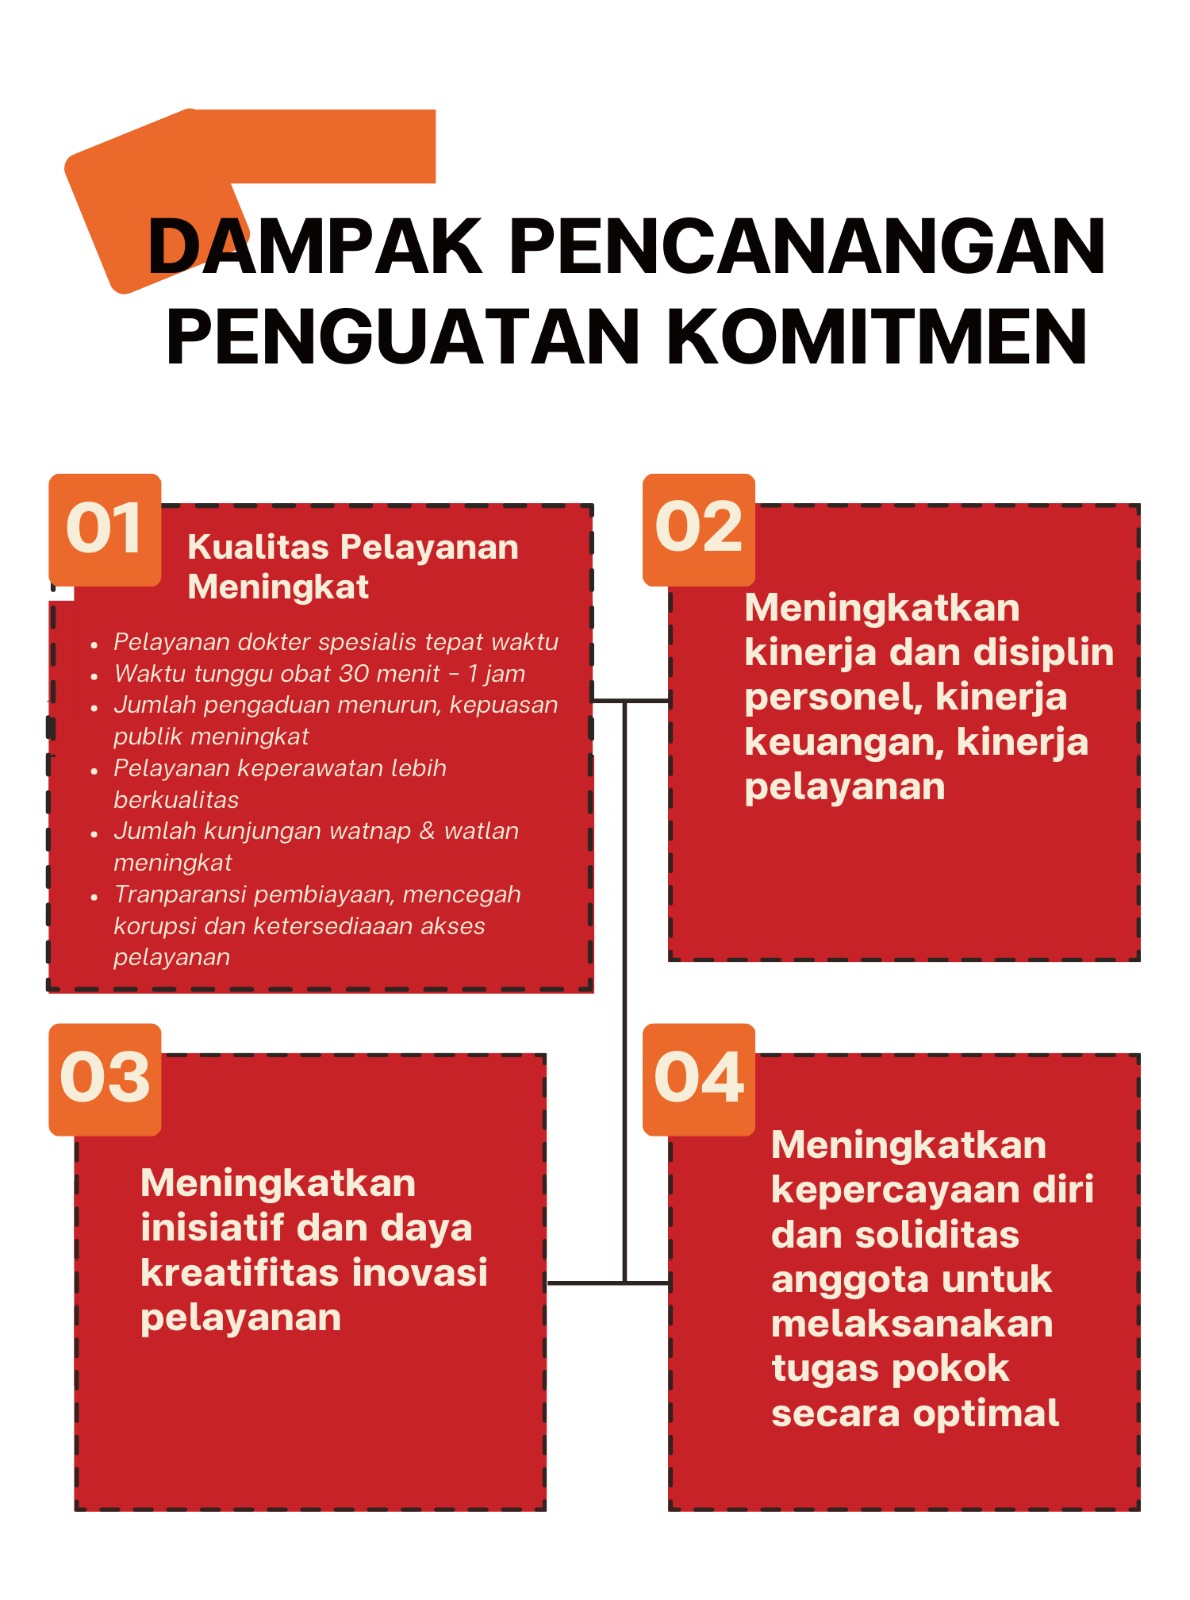 DAMPAK PENCANANGAN
PENGUATAN KOMITMEN
01
Kualitas Pelayanan
Meningkat
• Pelayanan dokter spesialis tepat waktu
• Waktu tunggu obat 30 menit - 1 jam
• Jumlah pengaduan menurun, kepuasan
publik meningkat
• Pelayanan keperawatan lebih
berkualitas
• Jumlah kunjungan watnap & watlan
meningkat
• Tranparansi pembiayaan, mencegah
korupsi dan ketersediaaan akses
pelayanan
02
Meningkatkan
kinerja dan disiplin
personel, kinerja
keuangan, kinerja
pelayanan
03
Meningkatkan
inisiatif dan daya
kreatifitas inovasi
pelayanan
04
Meningkatkan
kepercayaan diri
dan soliditas
anggota untuk
melaksanakan
tugas pokok
secara optimal